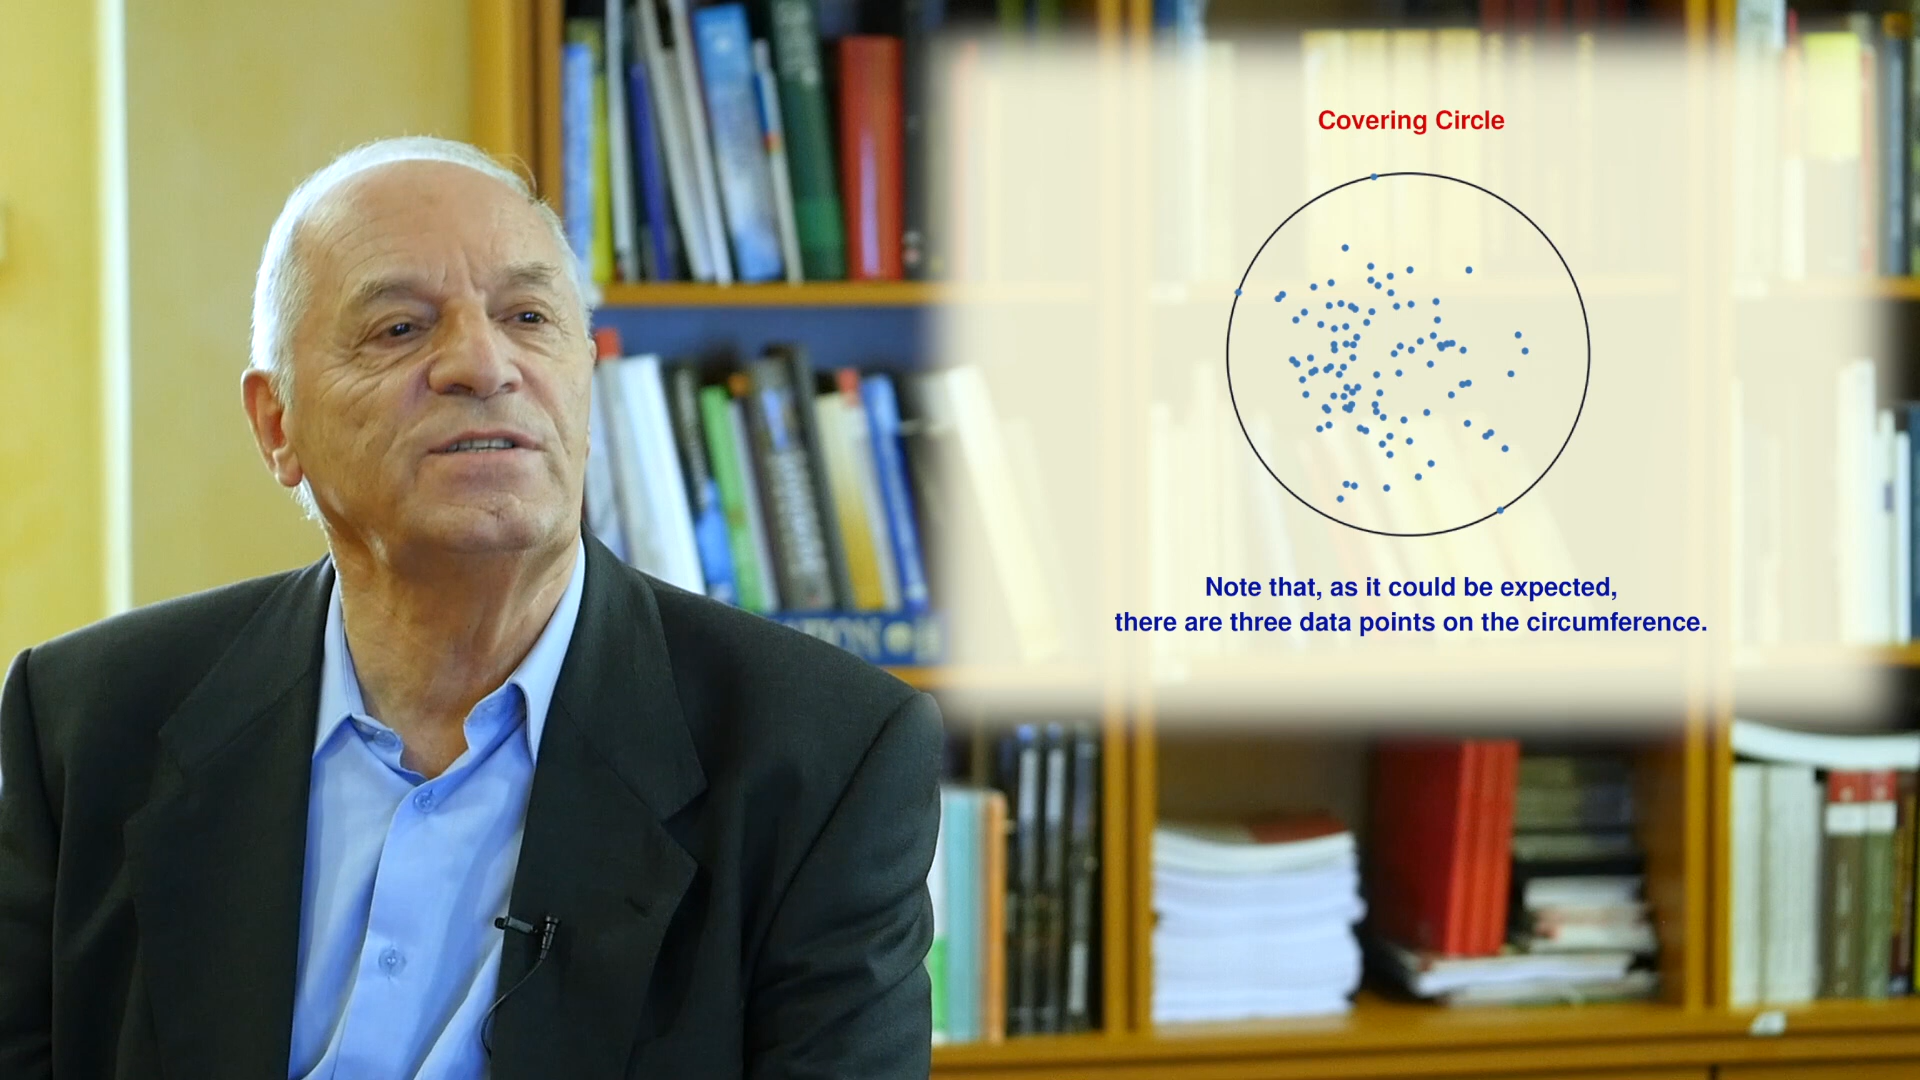 Covering Circle
Note that, as it could be expected,
there are three data points on the circumference.